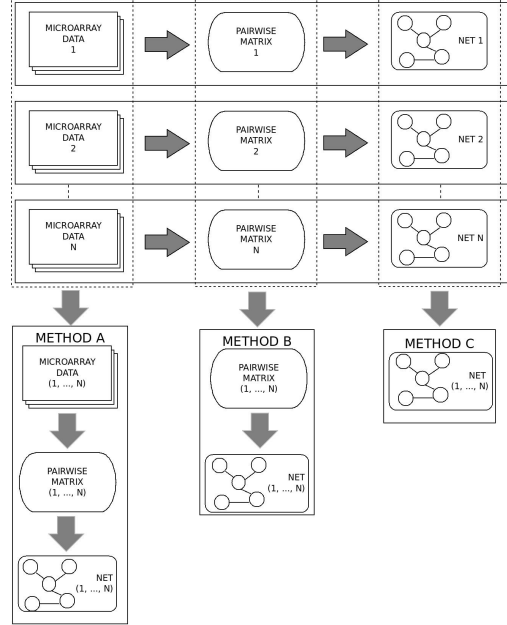 MICROARRAY
DATA
1
PAIRWISE
MATRIX
1
NET 1
MICROARRAY
DATA
2
PAIRWISE
MATRIX
2
NET 2
MICROARRAY
DATA
N
PAIRWISE
MATRIX
N
NET N
METHOD A
MICROARRAY
DATA
(1, ..., N)
PAIRWISE
MATRIX
(1, ..., N)
NET
(1, ..., N)
METHOD B
PAIRWISE
MATRIX
(1, ..., N)
NET
(1, ..., N)
METHOD C
NET
(1, ..., N)